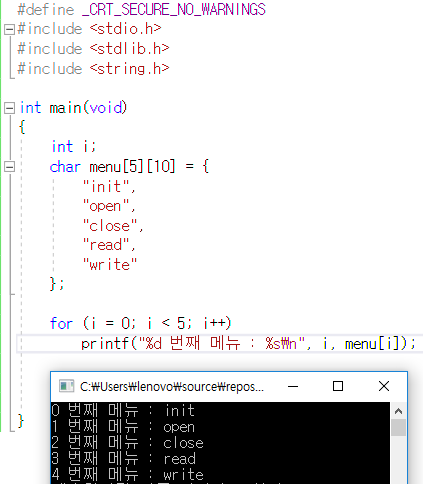 #define _CRT_SECURE_NO_WARNINGS
#include <stdio.h>
#include <stdlib.h>
#include <string.h>
int main(void)
{
int i;
char menu[5][10] = {
"init",
"open",
"close",
"read",
"write"
};
for (i = 0; i < 5; i++)
printf("%d 번째 메뉴 : %s₩n", i, menu[i]);
}
C:₩Users₩lenovo₩source₩repos...
0 번째 메뉴 : init
1 번째 메뉴 : open
2 번째 메뉴 : close
3 번째 메뉴 : read
4 번째 메뉴 : write